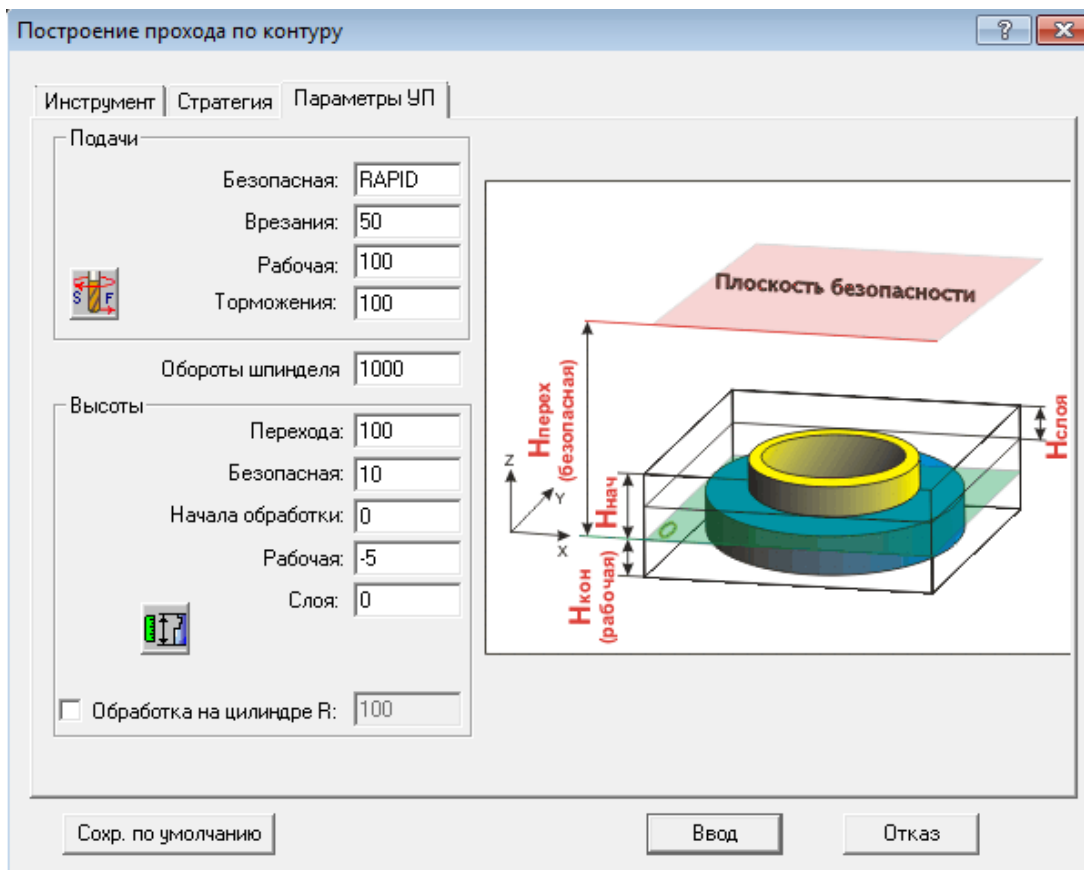 Построение прохода по контуру
?
Инструмент
Стратегия
Параметры УП
Подачи
Безопасная: RAPID
Врезания: 50
Рабочая: 100
Торможения: 100
S F
Обороты шпинделя 1000
Высоты
Перехода: 100
Безопасная: 10
Начала обработки: 0
Рабочая: -5
Слоя: 0
Обработка на цилиндре R: 100
Плоскость безопасности
Hперех
(безопасная)
Hслоя
Hнач
Hкон
(рабочая)
Z
Y
X
O
Сохр. по умолчанию
Ввод
Отказ